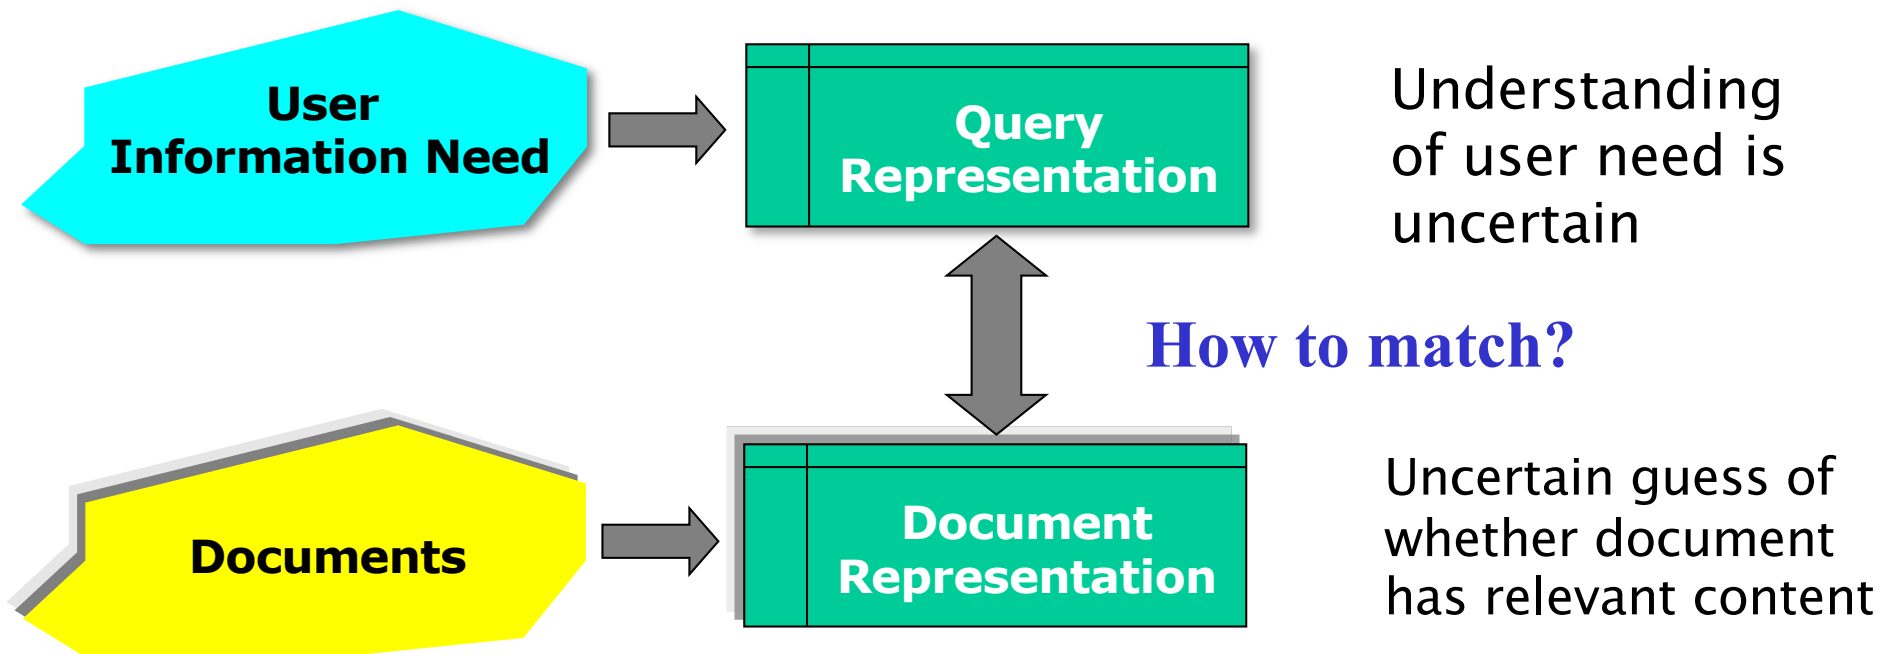 User
Information Need
Query
Representation
Understanding
of user need is
uncertain
How to match?
Documents
Document
Representation
Uncertain guess of
whether document
has relevant content